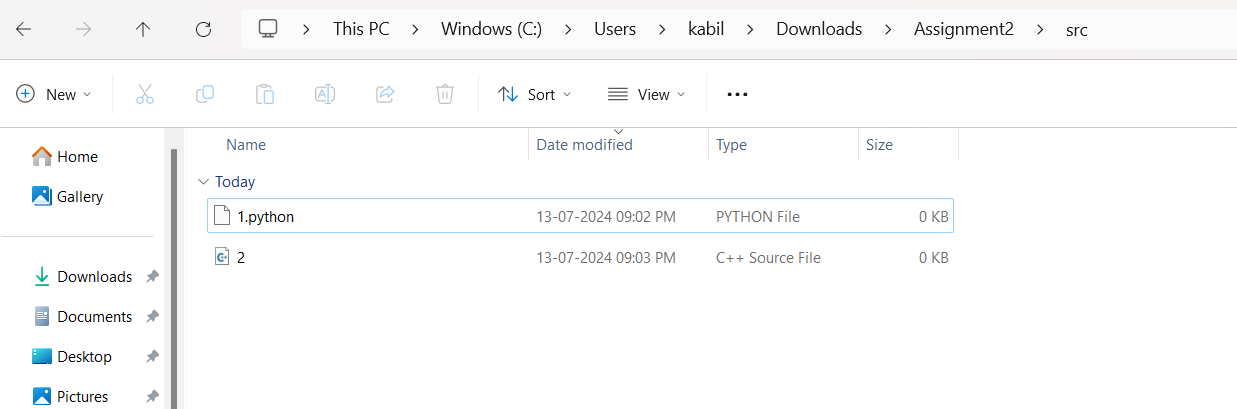 This PC > Windows (C:) > Users > kabil > Downloads > Assignment2 > src
New Sort View
Home
Gallery
Downloads
Documents
Desktop
Pictures
Name Date modified Type Size
Today
1.python 13-07-2024 09:02 PM PYTHON File 0 KB
2 13-07-2024 09:03 PM C++ Source File 0 KB